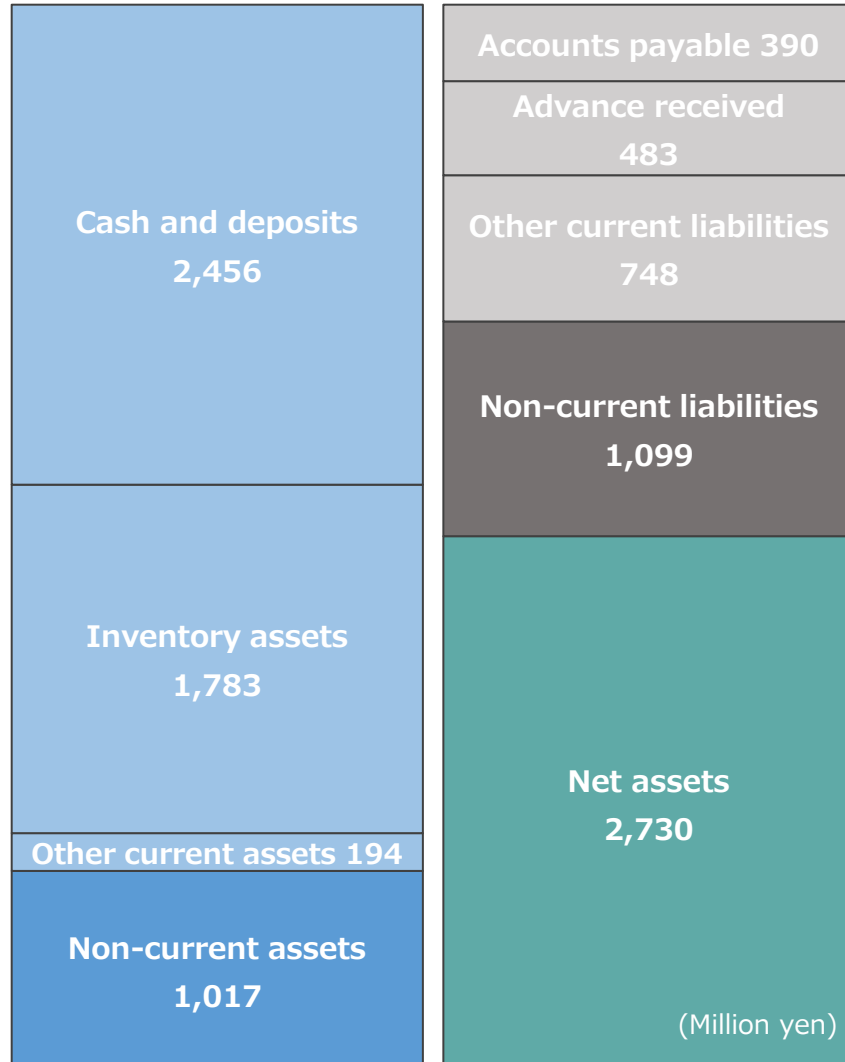 Cash and deposits
2,456
Inventory assets
1,783
Other current assets 194
Non-current assets
1,017
Accounts payable 390
Advance received
483
Other current liabilities
748
Non-current liabilities
1,099
Net assets
2,730
(Million yen)